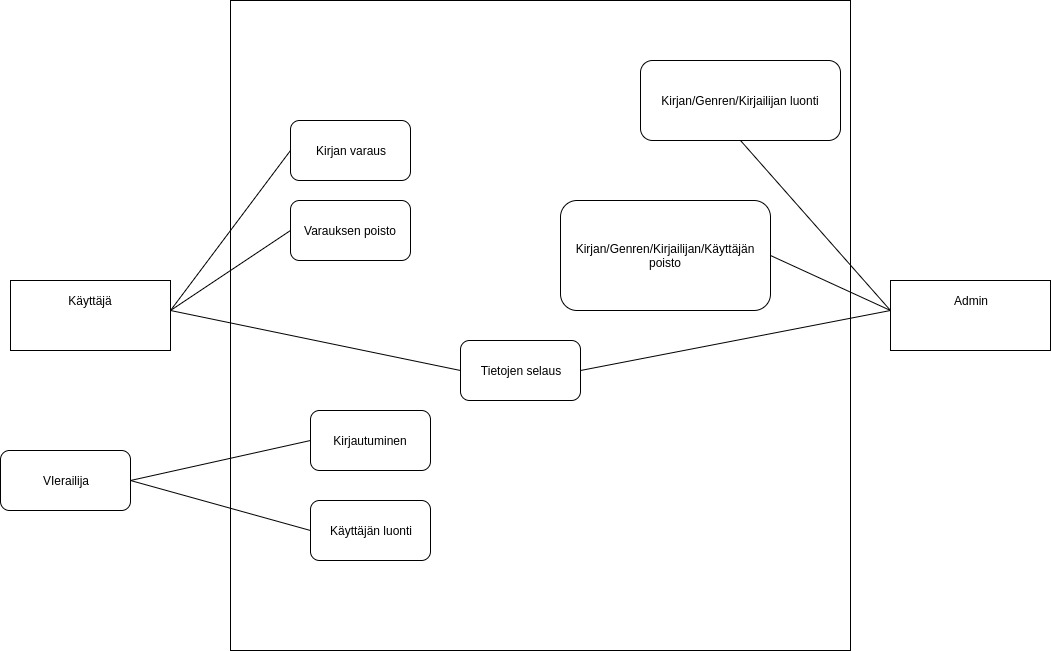 Kirjan/Genren/Kirjailijan luonti
Kirjan varaus
Varauksen poisto
Kirjan/Genren/Kirjailijan/Käyttäjän
poisto
Käyttäjä
Admin
Tietojen selaus
Kirjautuminen
VIerailija
Käyttäjän luonti